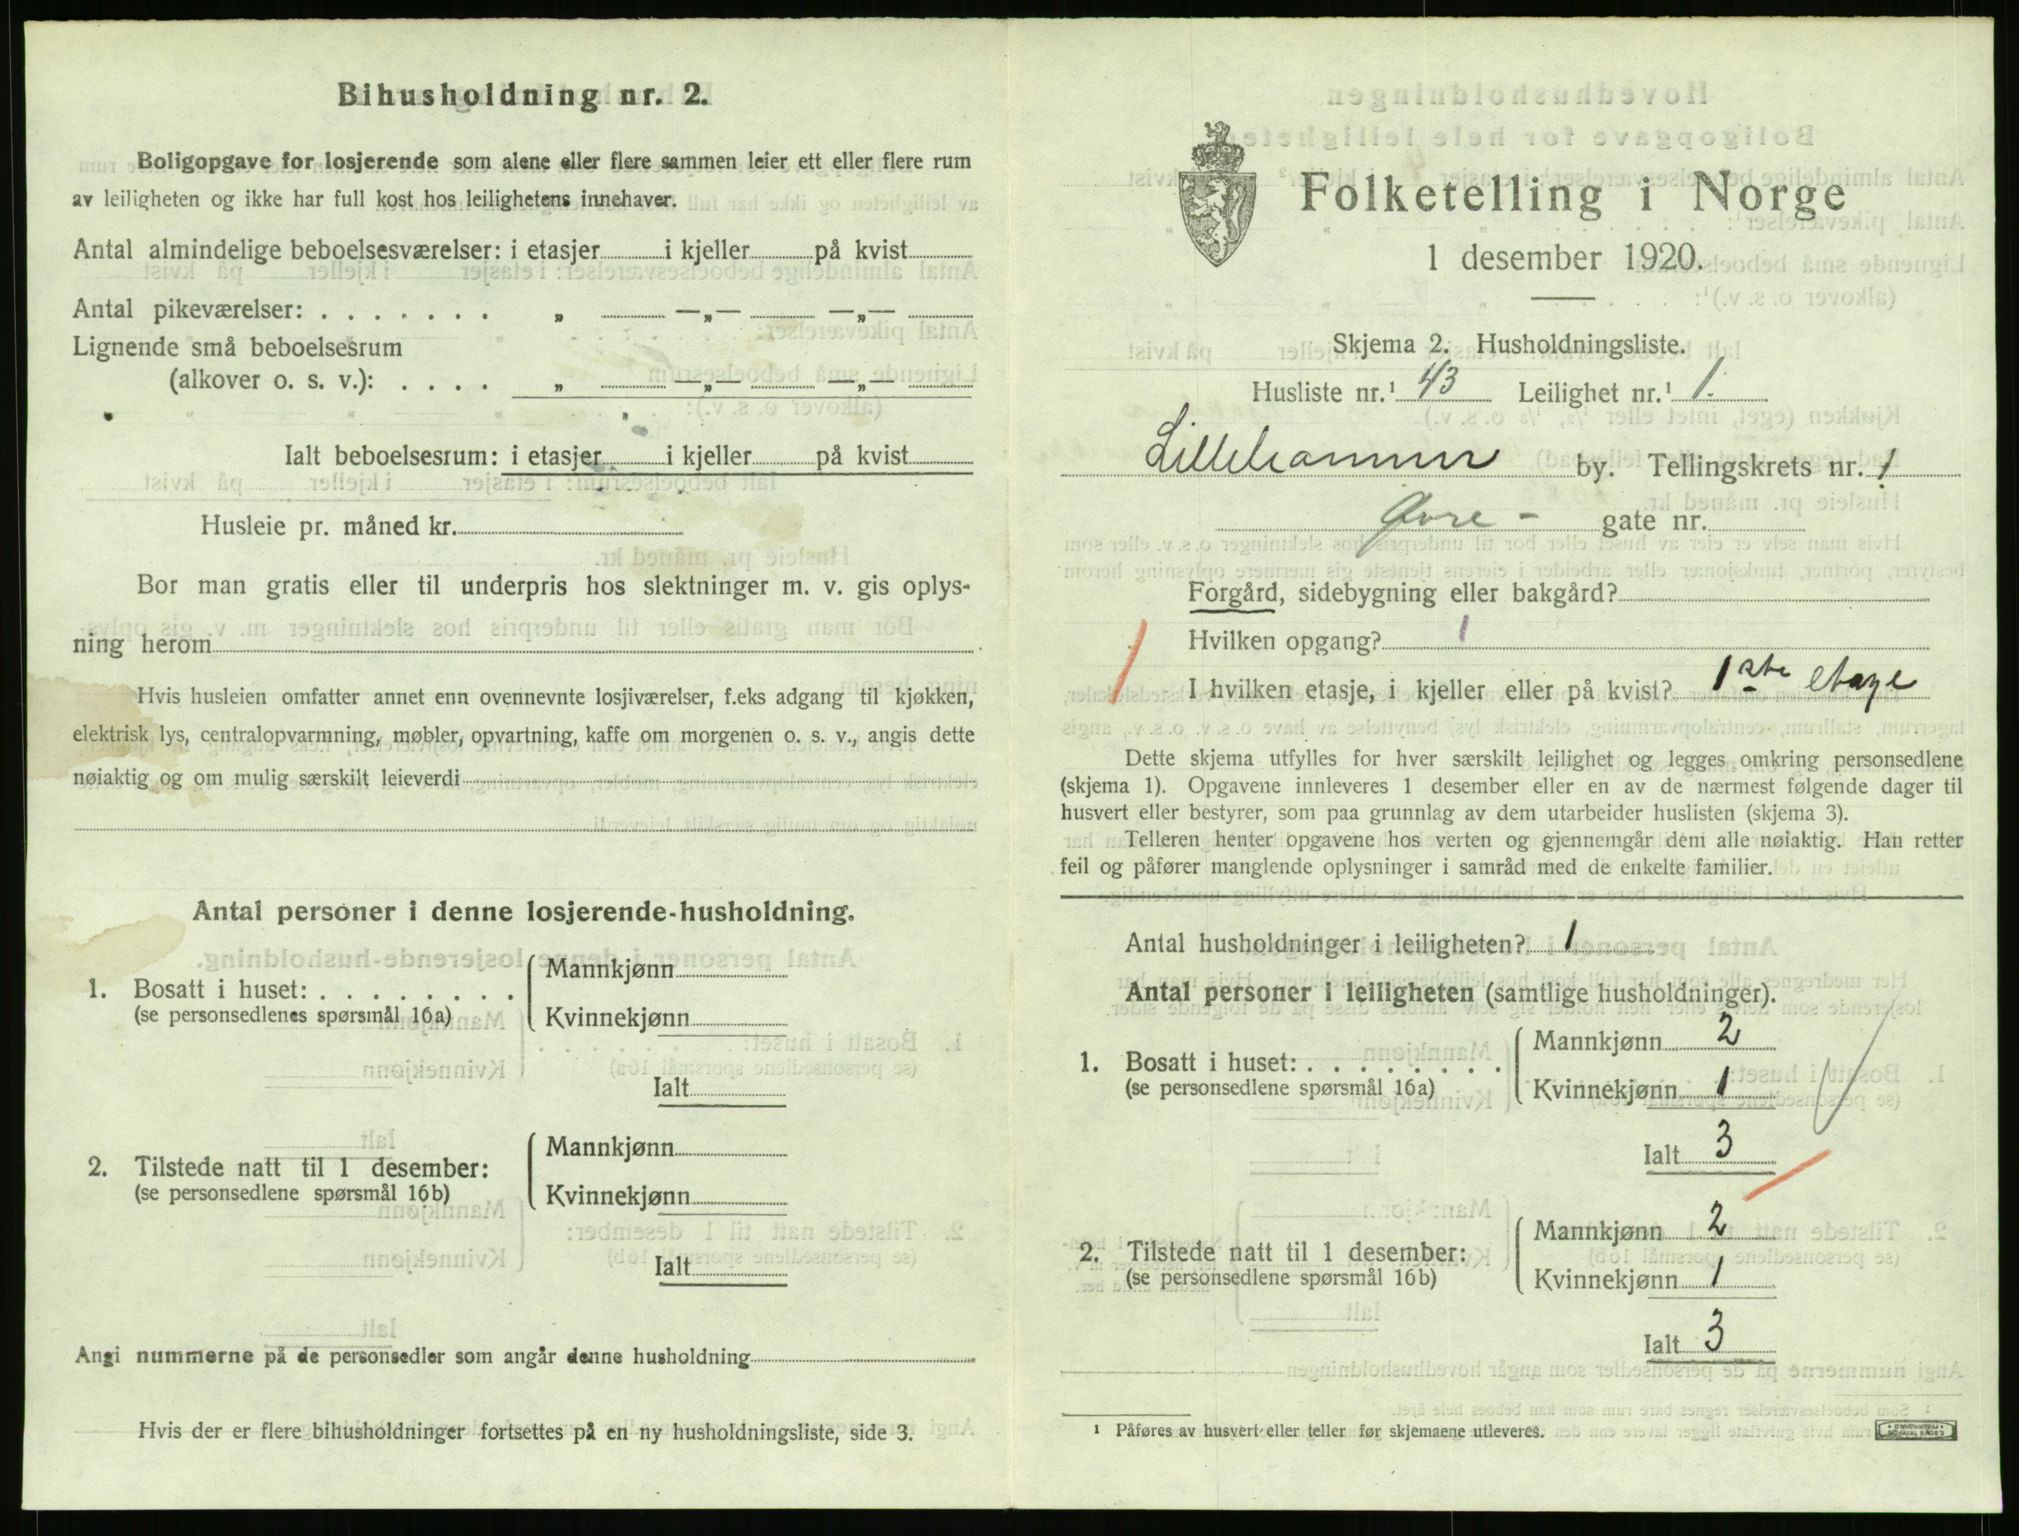 Bihusholdning nr. 2.
Boligopgave for losjerende som alene eller flere sammen leier ett eller flere rum
av leiligheten og ikke har full kost hos leilighetens innehaver.
Antal almindelige beboelsesværelser: i etasjer i kjeller på kvist
Antal pikeværelser: . . . . . . . „ —„— —„—
Lignende små beboelsesrum
(alkover o. s. v.): . . . . „ —„— —„—
Ialt beboelsesrum: i etasjer i kjeller på kvist
Husleie pr. måned kr.
Bor man gratis eller til underpris hos slektninger m. v. gis oplys-
ning herom
Hvis husleien omfatter annet enn ovennevnte losjiværelser, f.eks adgang til kjøkken,
elektrisk lys, centralopvarmning, møbler, opvartning, kaffe om morgenen o. s. v., angis dette
nøiaktig og om mulig særskilt leieverdi
Antal personer i denne losjerende-husholdning.
1. Bosatt i huset: . . . . . . . .
(se personsedlenes spørsmål 16a)
Mannkjønn
Kvinnekjønn
Ialt
2. Tilstede natt til 1 desember:
(se personsedlene spørsmål 16b)
Mannkjønn
Kvinnekjønn
Ialt
Angi nummerne på de personsedler som angår denne husholdning
Hvis der er flere bihusholdninger fortsettes på en ny husholdningsliste, side 3.
Folketelling i Norge
1 desember 1920.
Skjema 2. Husholdningsliste.
Husliste nr.¹ 43 Leilighet nr.¹ 1.
Lillehammer by. Tellingskrets nr. 1
Øvre - gate nr.
Forgård, sidebygning eller bakgård?
Hvilken opgang? 1
I hvilken etasje, i kjeller eller på kvist? 1ste etage
Dette skjema utfylles for hver særskilt leilighet og legges omkring personsedlene
(skjema 1). Opgavene innleveres 1 desember eller en av de nærmest følgende dager til
husvert eller bestyrer, som paa grunnlag av dem utarbeider huslisten (skjema 3).
Telleren henter opgavene hos verten og gjennemgår dem alle nøiaktig. Han retter
feil og påfører manglende oplysninger i samråd med de enkelte familier.
Antal husholdninger i leiligheten? 1
Antal personer i leiligheten (samtlige husholdninger).
1. Bosatt i huset: . . . . . . . .
(se personsedlene spørsmål 16a)
Mannkjønn 2
Kvinnekjønn 1
Ialt 3
2. Tilstede natt til 1 desember:
(se personsedlene spørsmål 16b)
Mannkjønn 2
Kvinnekjønn 1
Ialt 3
¹ Påføres av husvert eller teller før skjemaene utleveres.